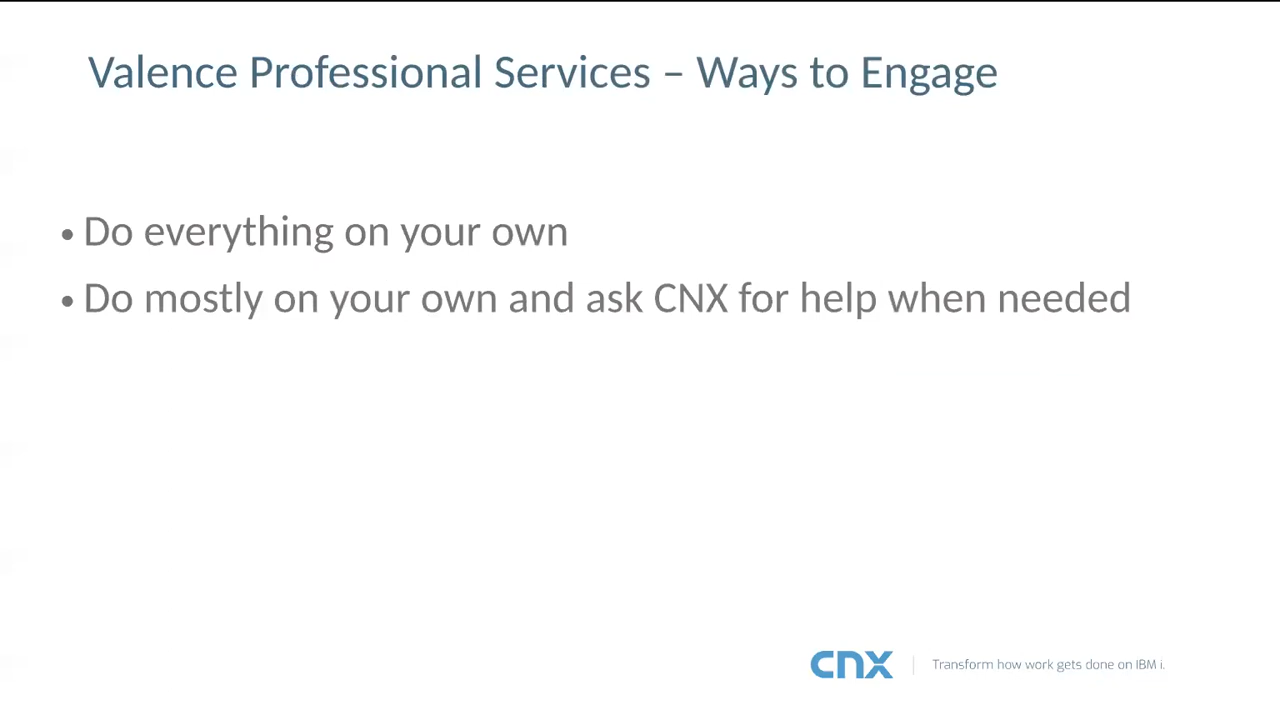 Valence Professional Services – Ways to Engage
• Do everything on your own
• Do mostly on your own and ask CNX for help when needed
cnx | Transform how work gets done on IBM i.